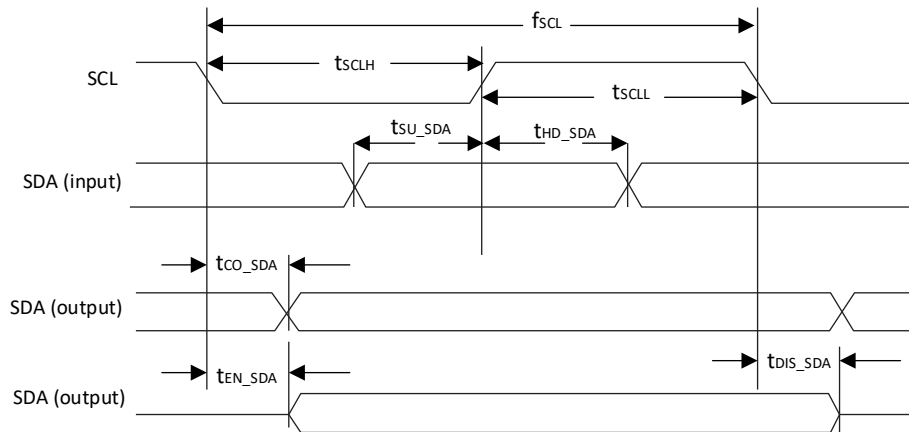 fSCL
SCL
tSCLH
tSCLL
tSU_SDA
tHD_SDA
SDA (input)
tCO_SDA
SDA (output)
tEN_SDA
tDIS_SDA
SDA (output)